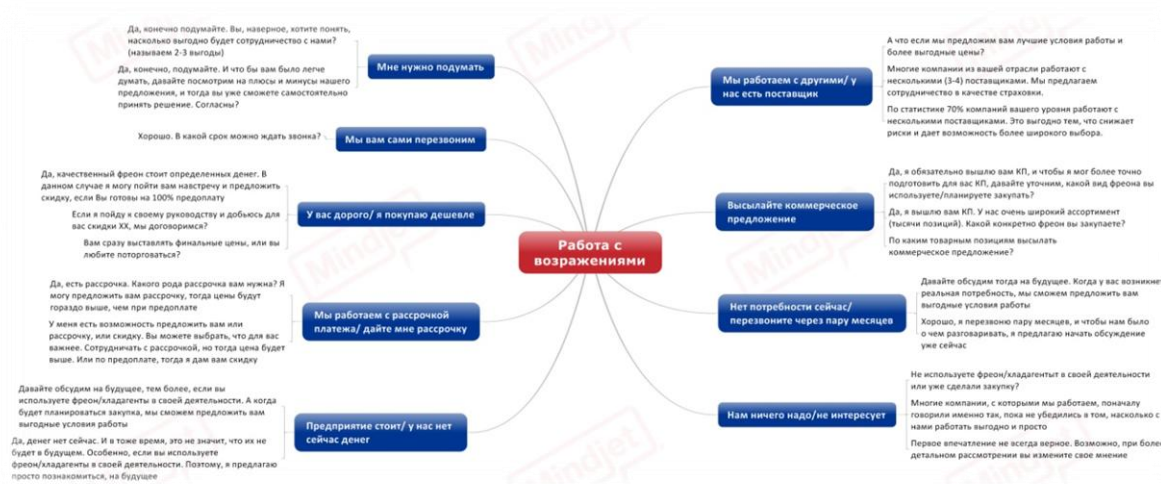 Да, конечно подумайте. Вы, наверное, хотите понять,
насколько выгодно будет сотрудничество с нами?
(называем 2-3 выгоды)
Да, конечно, подумайте. И что бы вам было легче
думать, давайте посмотрим на плюсы и минусы нашего
предложения, и тогда вы уже сможете самостоятельно
принять решение. Согласны?
Мне нужно подумать
Хорошо. В какой срок можно ждать звонка?
Мы вам сами перезвоним
Да, качественный фреон стоит определенных денег. В
данном случае я могу пойти вам навстречу и предложить
скидку, если Вы готовы на 100% предоплату
Если я пойду к своему руководству и добьюсь для
вас скидки XX, мы договоримся?
Вам сразу выставлять финальные цены, или вы
любите поторговаться?
У вас дорого/ я покупаю дешевле
Да, есть рассрочка. Какого рода рассрочка вам нужна? Я
могу предложить вам рассрочку, тогда цены будут
гораздо выше, чем при предоплате
У меня есть возможность предложить вам или
рассрочку, или скидку. Вы можете выбрать, что для вас
важнее. Сотрудничать с рассрочкой, но тогда цена будет
выше. Или по предоплате, тогда я дам вам скидку
Мы работаем с рассрочкой
платежа/ дайте мне рассрочку
Давайте обсудим на будущее, тем более, если вы
используете фреон/хладагенты в своей деятельности. А когда
будет планироваться закупка, мы сможем предложить вам
выгодные условия работы
Да, денег нет сейчас. И в тоже время, это не значит, что их не
будет в будущем. Особенно, если вы используете
фреон/хладагенты в своей деятельности. Поэтому, я предлагаю
просто познакомиться, на будущее
Предприятие стоит/ у нас нет
сейчас денег
Работа с
возражениями
Мы работаем с другими/ у
нас есть поставщик
А что если мы предложим вам лучшие условия работы и
более выгодные цены?
Многие компании из вашей отрасли работают с
несколькими (3-4) поставщиками. Мы предлагаем
сотрудничество в качестве страховки.
По статистике 70% компаний вашего уровня работают с
несколькими поставщиками. Это выгодно тем, что снижает
риски и дает возможность более широкого выбора.
Высылайте коммерческое
предложение
Да, я обязательно вышлю вам КП, и чтобы я мог более точно
подготовить для вас КП, давайте уточним, какой вид фреона вы
используете/планируете закупать?
Да, я вышлю вам КП. У нас очень широкий ассортимент
(тысячи позиций). Какой конкретно фреон вы закупаете?
По каким товарным позициям высылать
коммерческое предложение?
Нет потребности сейчас/
перезвоните через пару месяцев
Давайте обсудим тогда на будущее. Когда у вас возникне
реальная потребность, мы сможем предложить вам
выгодные условия работы
Хорошо, я перезвоню пару месяцев, и чтобы нам было
о чем разговаривать, я предлагаю начать обсуждение
уже сейчас
Нам ничего надо/не интересует
Не используете фреон/хладагентыт в своей деятельности
или уже сделали закупку?
Многие компании, с которыми мы работаем, поначалу
говорили именно так, пока не убедились в том, насколько с
нами работать выгодно и просто
Первое впечатление не всегда верное. Возможно, при более
детальном рассмотрении вы измените свое мнение
Mindjet
Mindjet
Mindjet
Mindjet
Mindjet